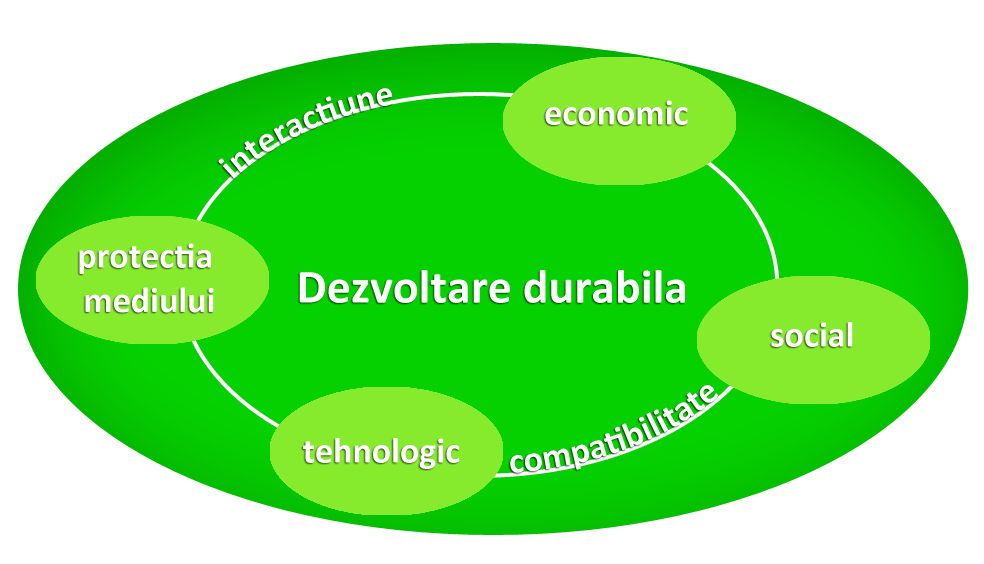 interactiune
economic
protectia
mediului
Dezvoltare durabila
social
compatibilitate
tehnologic